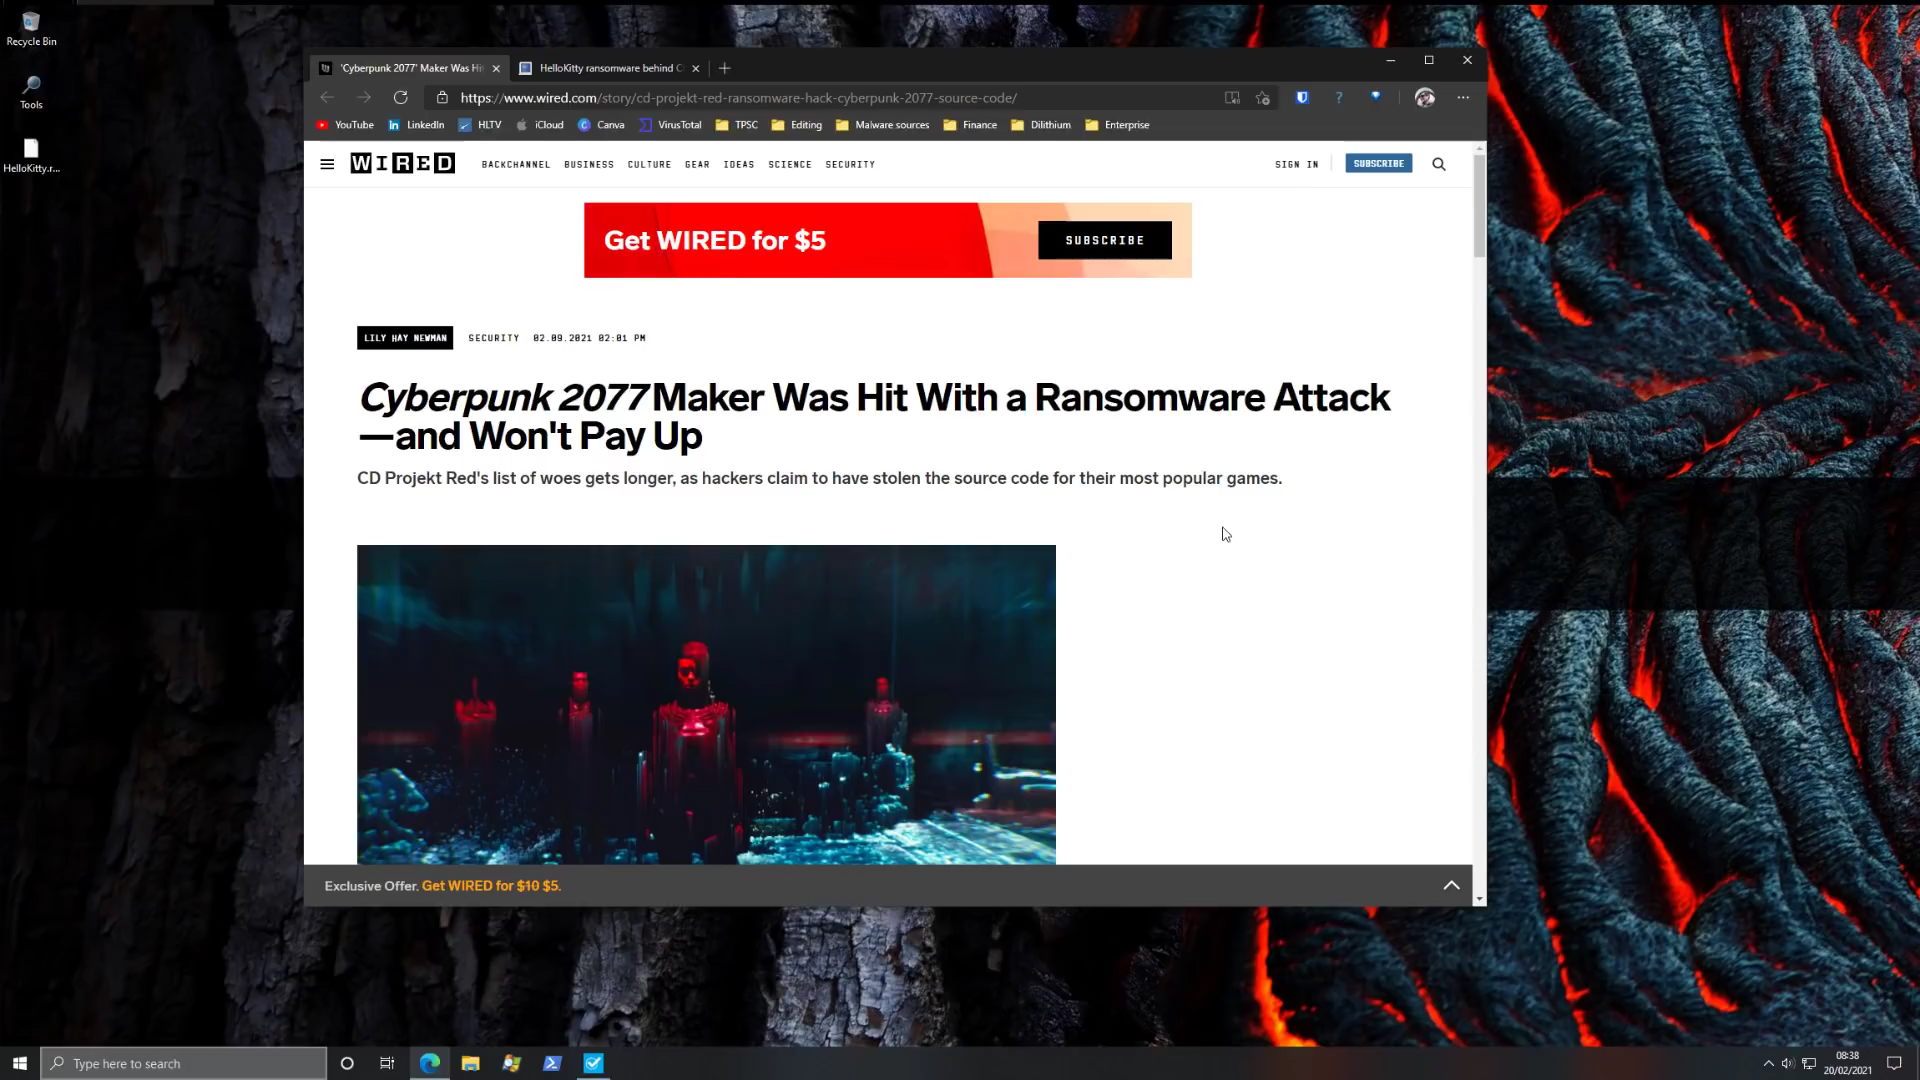 Recycle Bin
Tools
HelloKitty.r...
'Cyberpunk 2077' Maker Was Hi
HelloKitty ransomware behind C
https://www.wired.com/story/cd-projekt-red-ransomware-hack-cyberpunk-2077-source-code/
YouTube LinkedIn HLTV iCloud Canva VirusTotal TPSC Editing Malware sources Finance Dilithium Enterprise
WIRED
BACKCHANNEL BUSINESS CULTURE GEAR IDEAS SCIENCE SECURITY
SIGN IN
SUBSCRIBE
Get WIRED for $5
SUBSCRIBE
LILY HAY NEWMAN SECURITY 02.09.2021 02:01 PM
Cyberpunk 2077 Maker Was Hit With a Ransomware Attack
—and Won't Pay Up
CD Projekt Red's list of woes gets longer, as hackers claim to have stolen the source code for their most popular games.
Exclusive Offer. Get WIRED for $10 $5.
Type here to search
08:38
20/02/2021